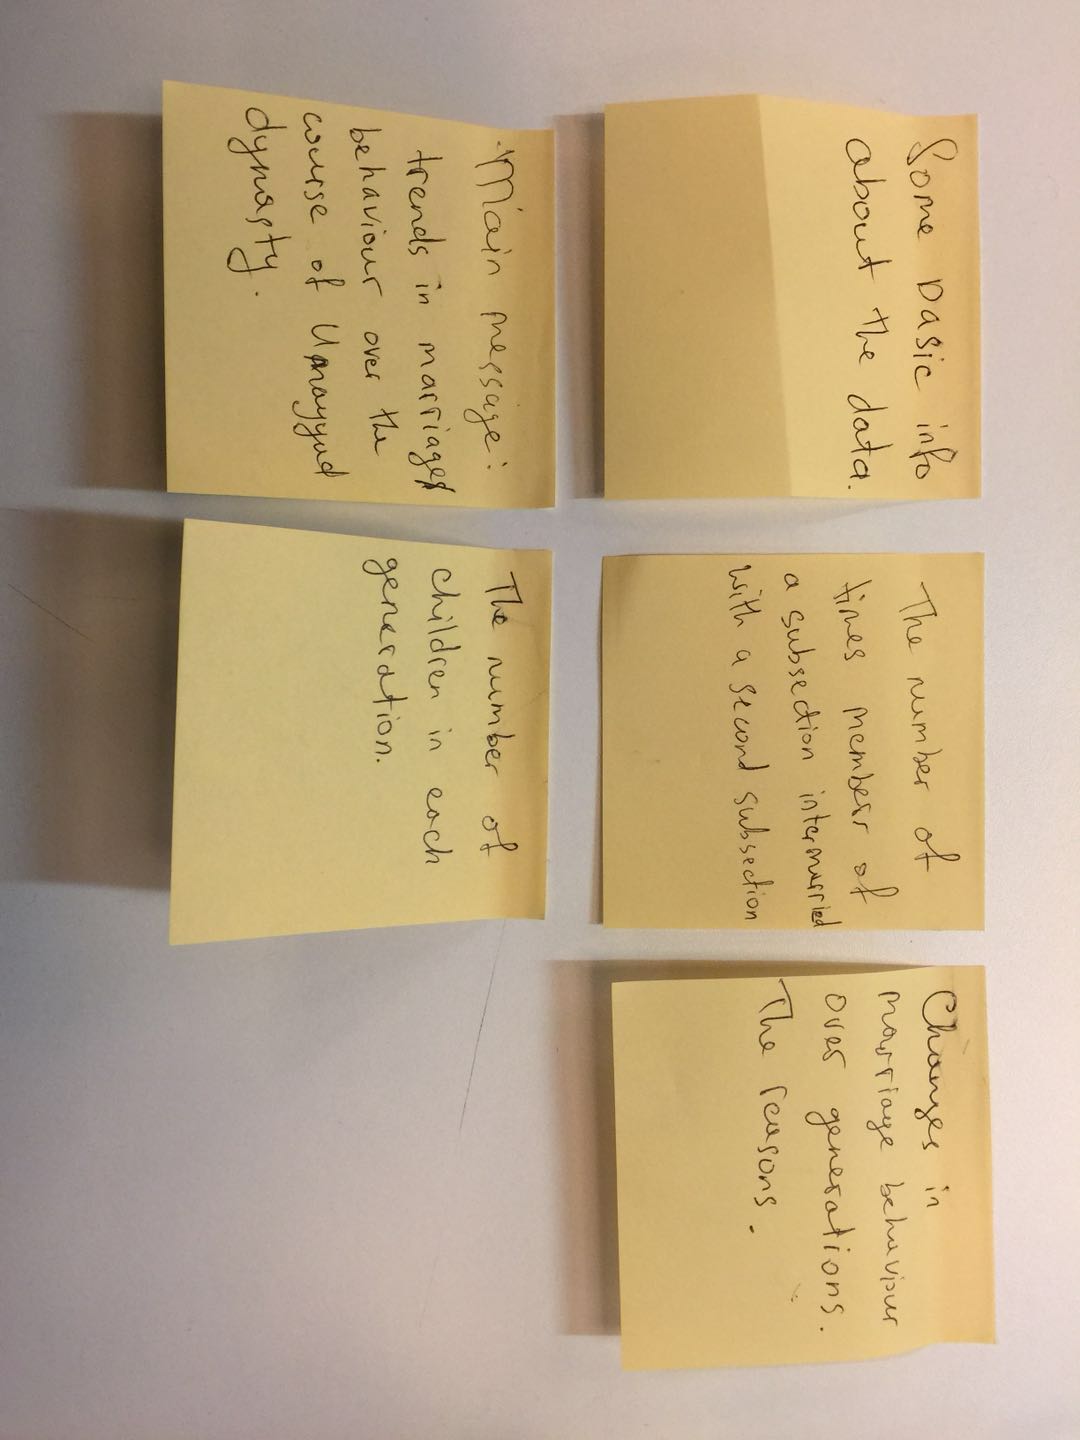 Some basic info
about the data.
The number of
times members of
a subsection intermarried
with a second subsection
Changes in
marriage behaviour
over generations.
The reasons.
Main message:
trends in marriage
behaviour over the
course of Umayyad
dynasty.
The number of
children in each
generation.